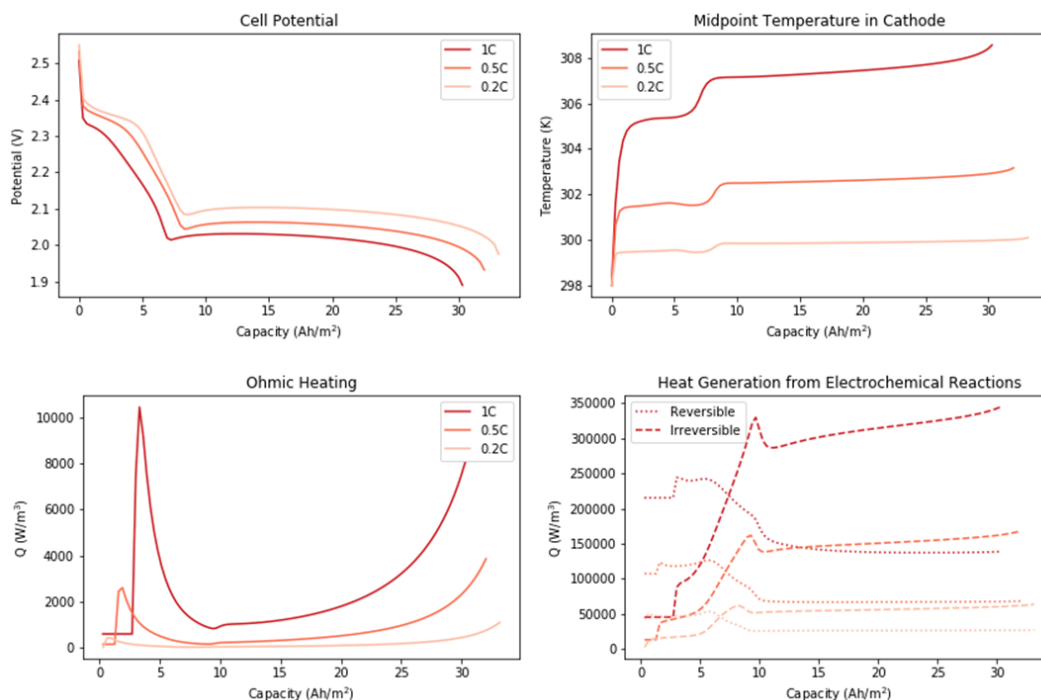 Cell Potential
Potential (V)
2.5
2.4
2.3
2.2
2.1
2.0
1.9
0 5 10 15 20 25 30
Capacity (Ah/m²)
1C
0.5C
0.2C
Midpoint Temperature in Cathode
Temperature (K)
308
306
304
302
300
298
0 5 10 15 20 25 30
Capacity (Ah/m²)
1C
0.5C
0.2C
Ohmic Heating
Q (W/m³)
10000
8000
6000
4000
2000
0
0 5 10 15 20 25 30
Capacity (Ah/m²)
1C
0.5C
0.2C
Heat Generation from Electrochemical Reactions
Q (W/m³)
350000
300000
250000
200000
150000
100000
50000
0
0 5 10 15 20 25 30
Capacity (Ah/m²)
Reversible
Irreversible